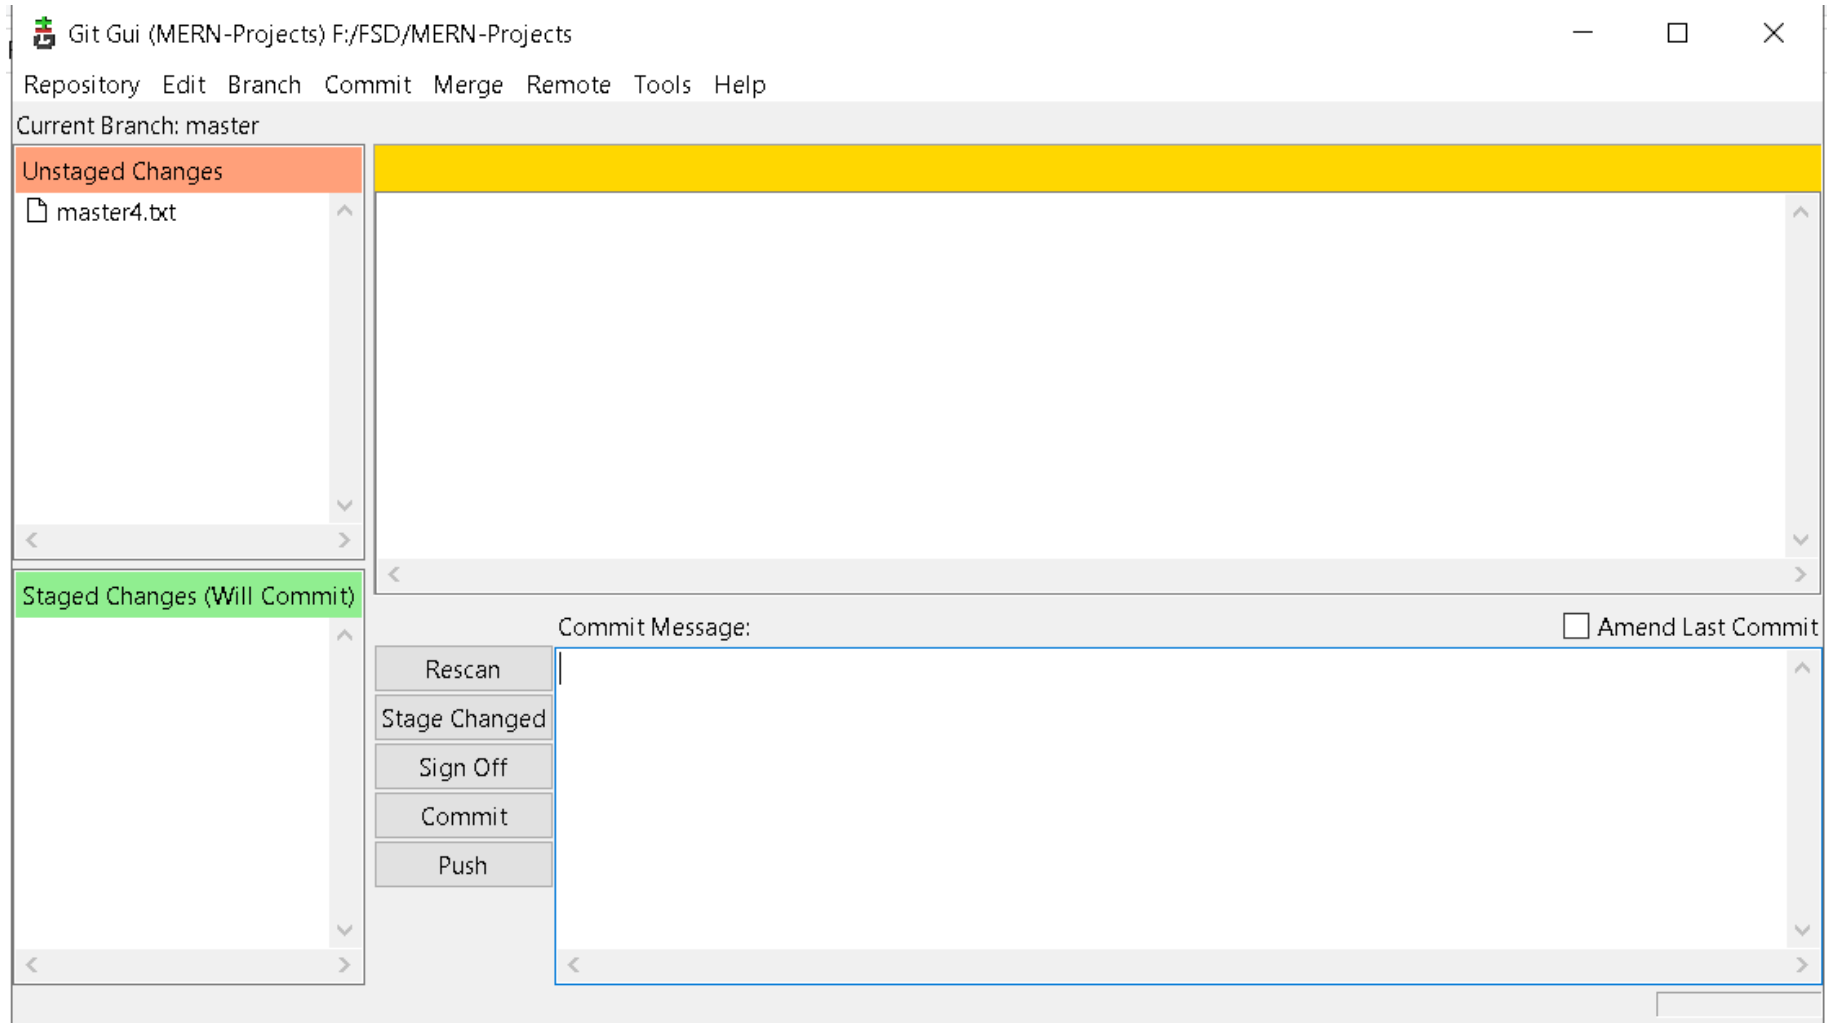 Git Gui (MERN-Projects) F:/FSD/MERN-Projects
Repository Edit Branch Commit Merge Remote Tools Help
Current Branch: master
Unstaged Changes
master4.txt
Staged Changes (Will Commit)
Commit Message:
Amend Last Commit
Rescan
Stage Changed
Sign Off
Commit
Push